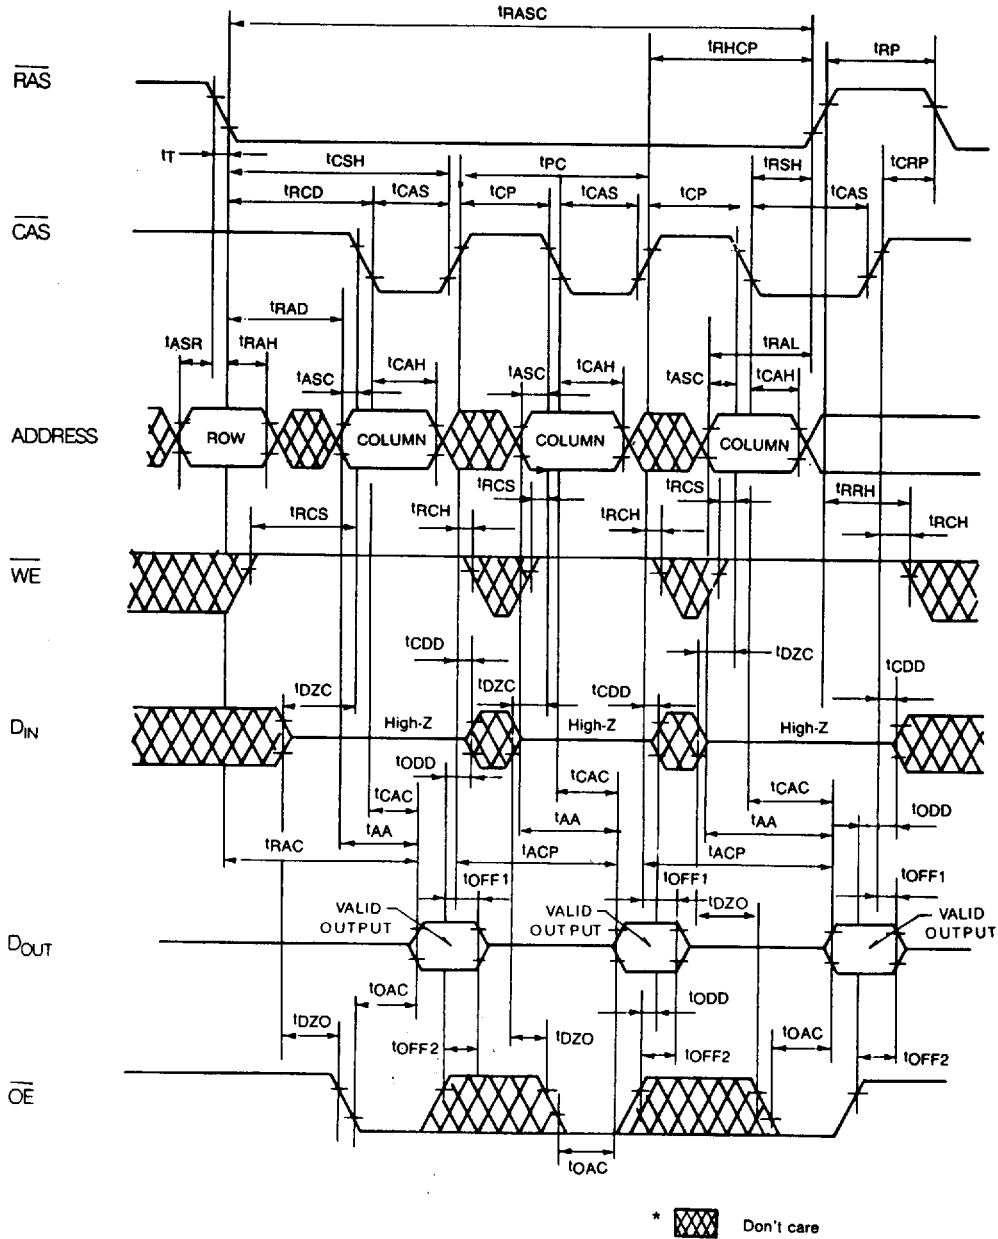 tRASC
tRHCP
tRP
RAS
tT
tCSH
tPC
tRSH
tCRP
tRCD
tCAS
tCP
tCAS
tCP
tCAS
CAS
tRAD
tASR
tRAH
tRAL
tASC
tCAH
tASC
tCAH
tASC
tCAH
ADDRESS
ROW
COLUMN
COLUMN
COLUMN
tRCS
tRCS
tRRH
tRCS
tRCH
tRCH
tRCH
WE
tCDD
tDZC
tDZC
tDZC
tCDD
tCDD
DIN
High-Z
High-Z
High-Z
tODD
tCAC
tCAC
tCAC
tODD
tAA
tAA
tAA
tRAC
tACP
tACP
tOFF1
tOFF1
tOFF1
tDZO
VALID
OUTPUT
VALID
OUTPUT
VALID
OUTPUT
DOUT
tOAC
tODD
tDZO
tOFF2
tDZO
tOFF2
tOAC
tOFF2
OE
tOAC
* Don't care